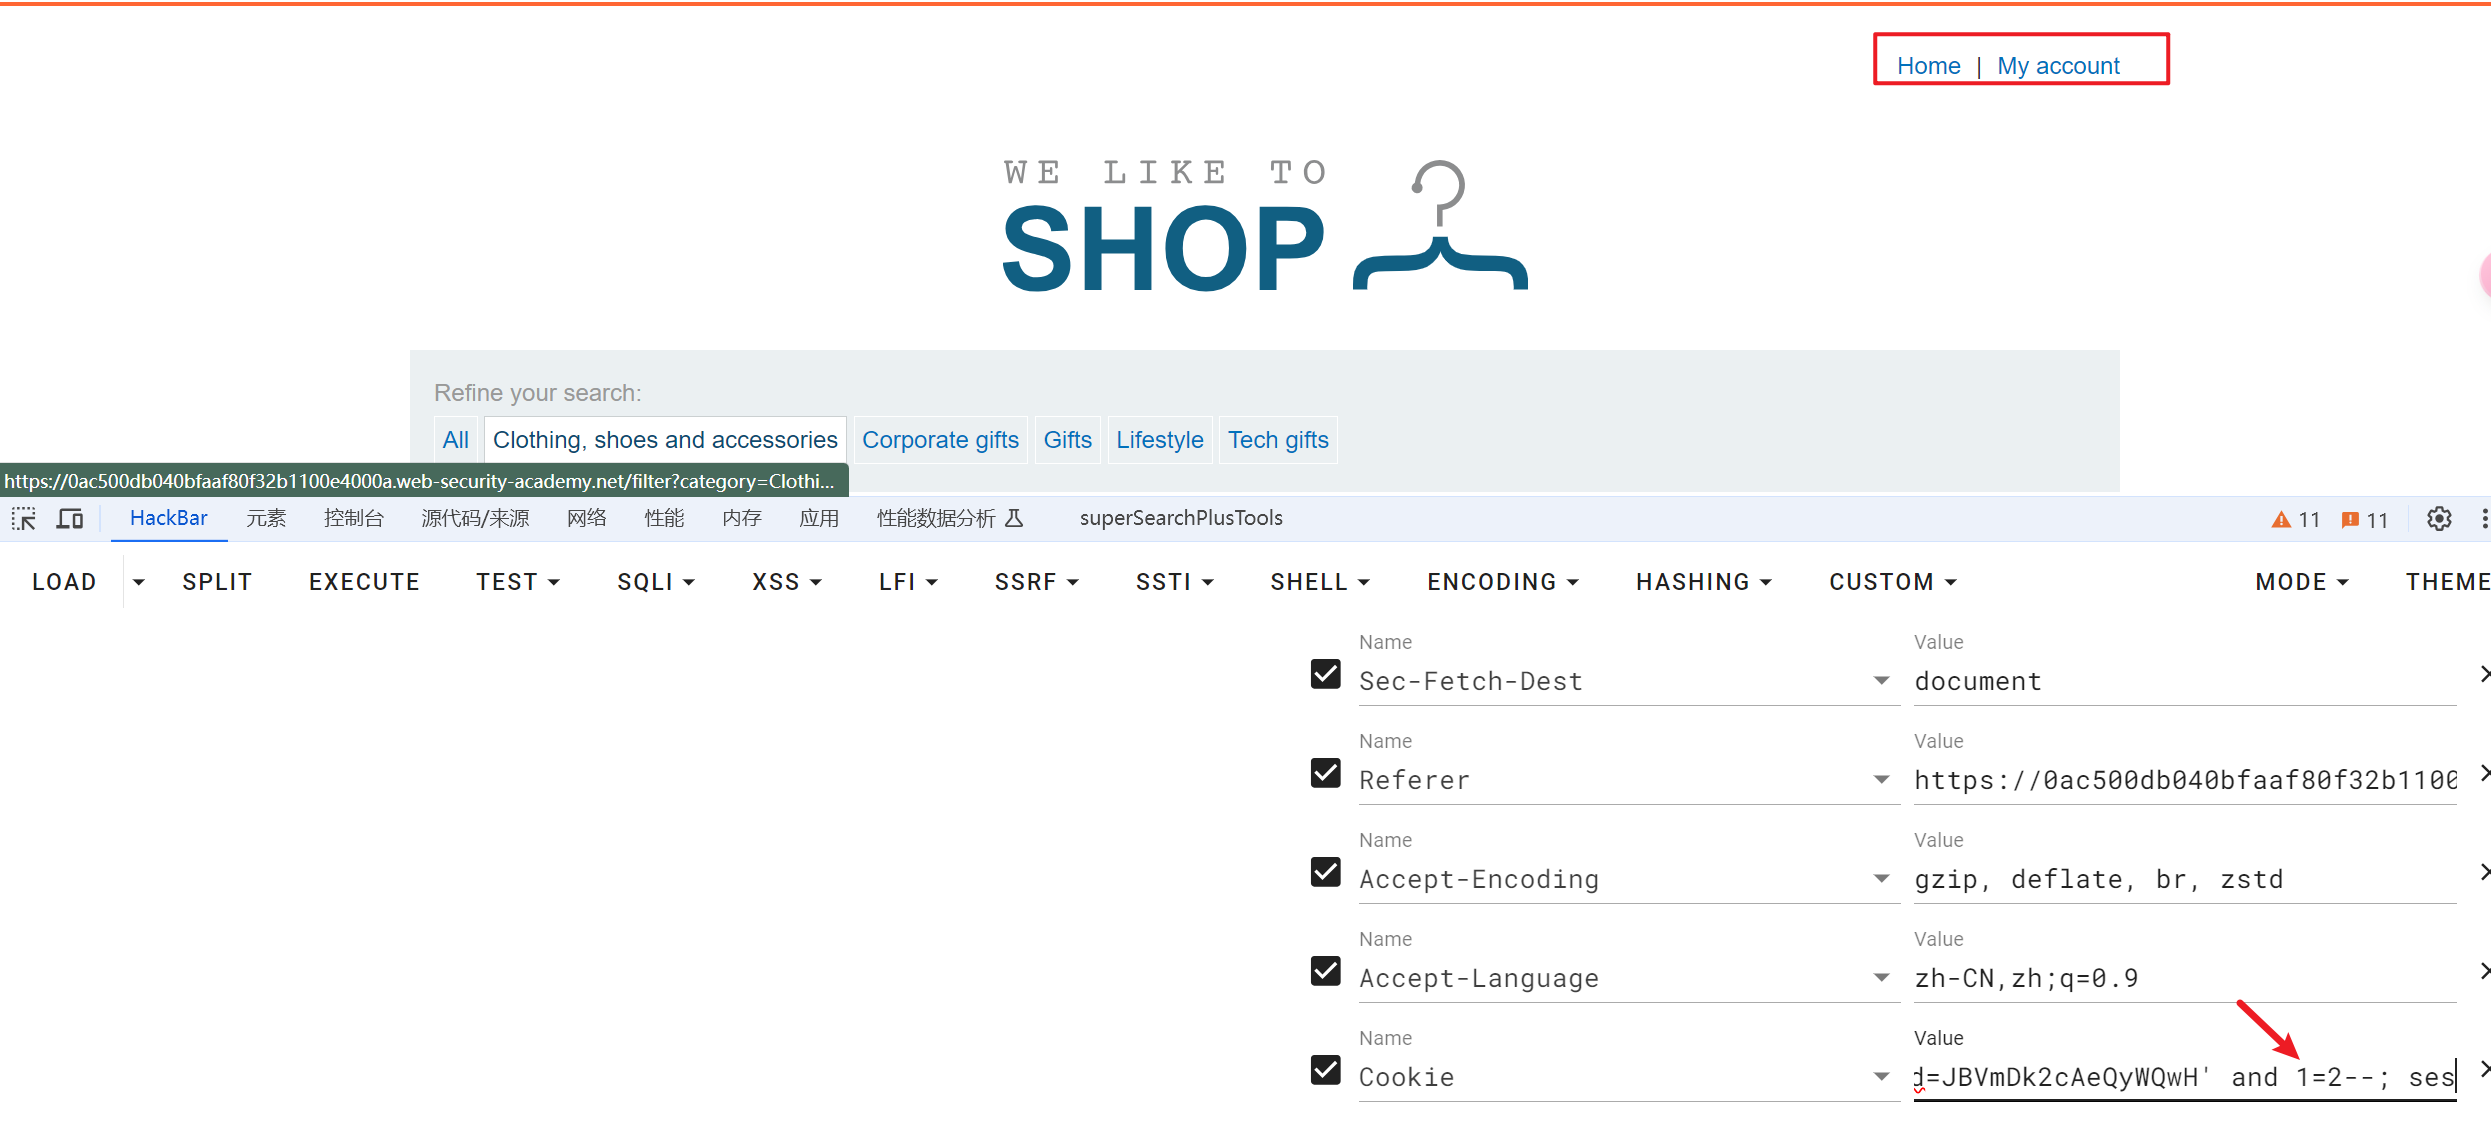 Home | My account
WE LIKE TO
SHOP
Refine your search:
All Clothing, shoes and accessories Corporate gifts Gifts Lifestyle Tech gifts
https://0ac500db040bfaaf80f32b1100e4000a.web-security-academy.net/filter?category=Clothi...
HackBar 元素 控制台 源代码/来源 网络 性能 内存 应用 性能数据分析 superSearchPlusTools 11 11
LOAD SPLIT EXECUTE TEST SQLI XSS LFI SSRF SSTI SHELL ENCODING HASHING CUSTOM MODE THEME
Name Value
Sec-Fetch-Dest document
Name Value
Referer https://0ac500db040bfaaf80f32b1100
Name Value
Accept-Encoding gzip, deflate, br, zstd
Name Value
Accept-Language zh-CN,zh;q=0.9
Name Value
Cookie d=JBVmDk2cAeQyWQwH' and 1=2--; ses